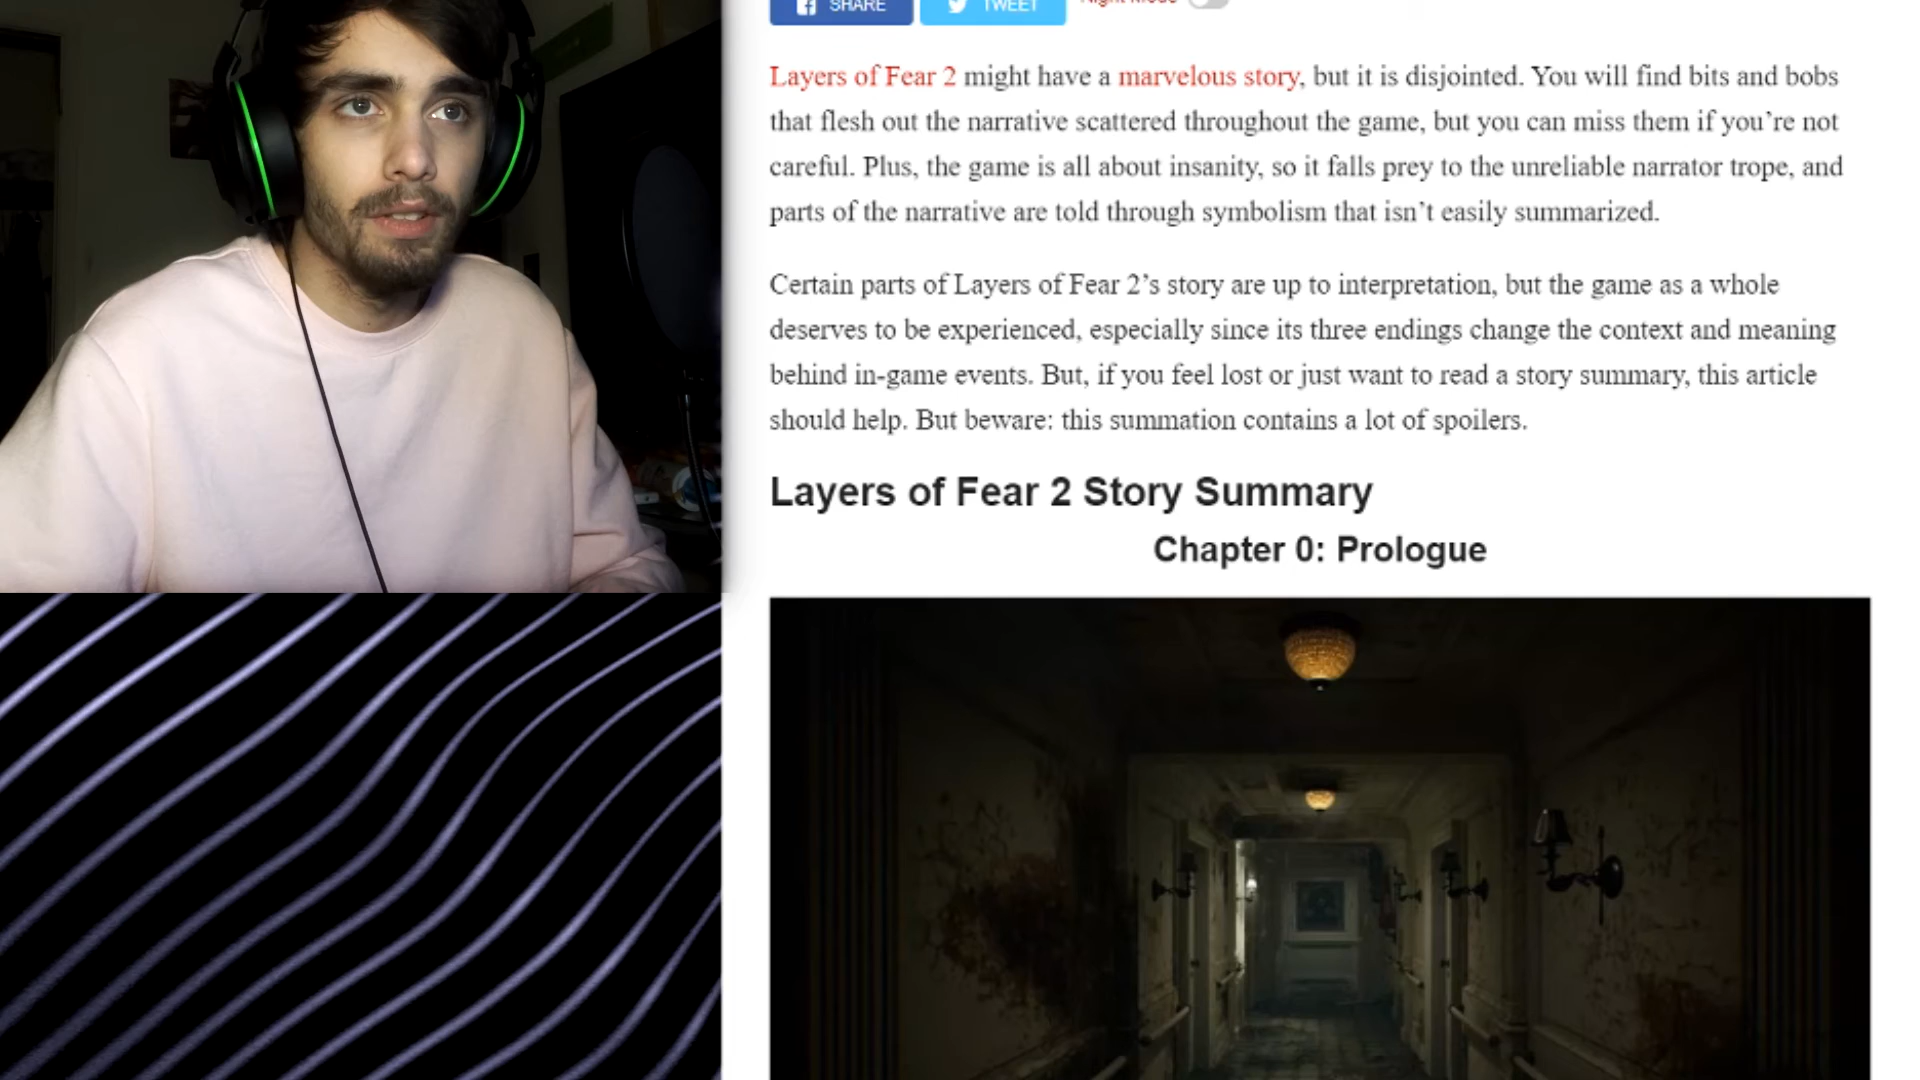 SHARE TWEET Night Mode
Layers of Fear 2 might have a marvelous story, but it is disjointed. You will find bits and bobs
that flesh out the narrative scattered throughout the game, but you can miss them if you’re not
careful. Plus, the game is all about insanity, so it falls prey to the unreliable narrator trope, and
parts of the narrative are told through symbolism that isn’t easily summarized.
Certain parts of Layers of Fear 2’s story are up to interpretation, but the game as a whole
deserves to be experienced, especially since its three endings change the context and meaning
behind in-game events. But, if you feel lost or just want to read a story summary, this article
should help. But beware: this summation contains a lot of spoilers.
Layers of Fear 2 Story Summary
Chapter 0: Prologue